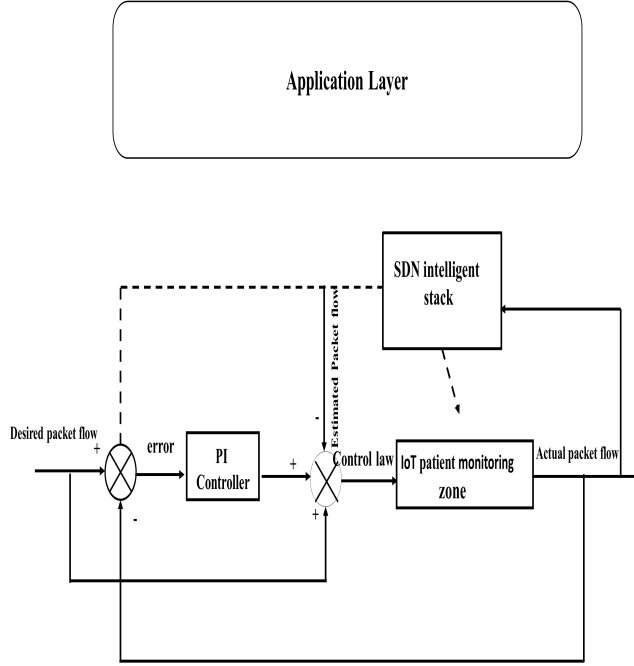 Application Layer
SDN intelligent
stack
Estimated Packet flow
-
Desired packet flow
+
error
PI
Controller
+
Control law
IoT patient monitoring
zone
Actual packet flow
-
+